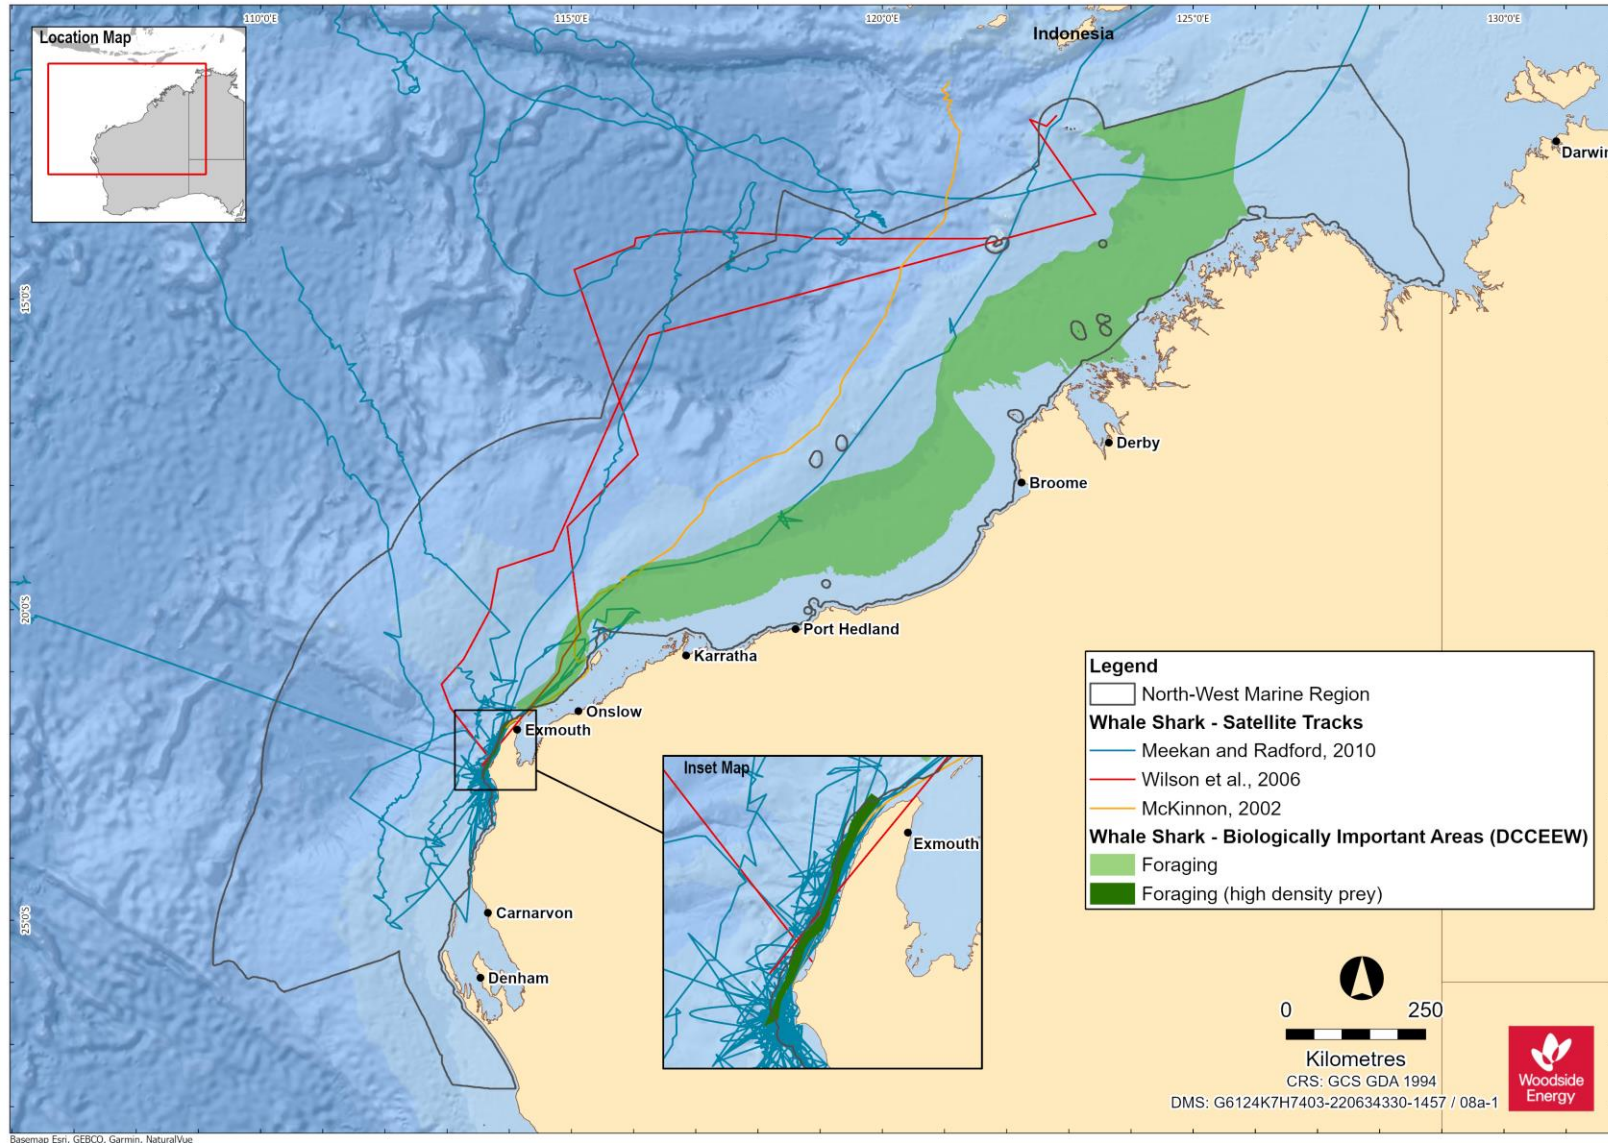 110°0'E
115°0'E
120°0'E
125°0'E
130°0'E
Location Map
Indonesia
Darwin
15°0'S
Derby
Broome
20°0'S
Port Hedland
Karratha
Onslow
Exmouth
25°0'S
Carnarvon
Denham
Inset Map
Exmouth
Legend
North-West Marine Region
Whale Shark - Satellite Tracks
Meekan and Radford, 2010
Wilson et al., 2006
McKinnon, 2002
Whale Shark - Biologically Important Areas (DCCEEW)
Foraging
Foraging (high density prey)
0 250
Kilometres
CRS: GCS GDA 1994
DMS: G6124K7H7403-220634330-1457 / 08a-1
Woodside
Energy
Basemap Esri, GEBCO, Garmin, NaturalVue